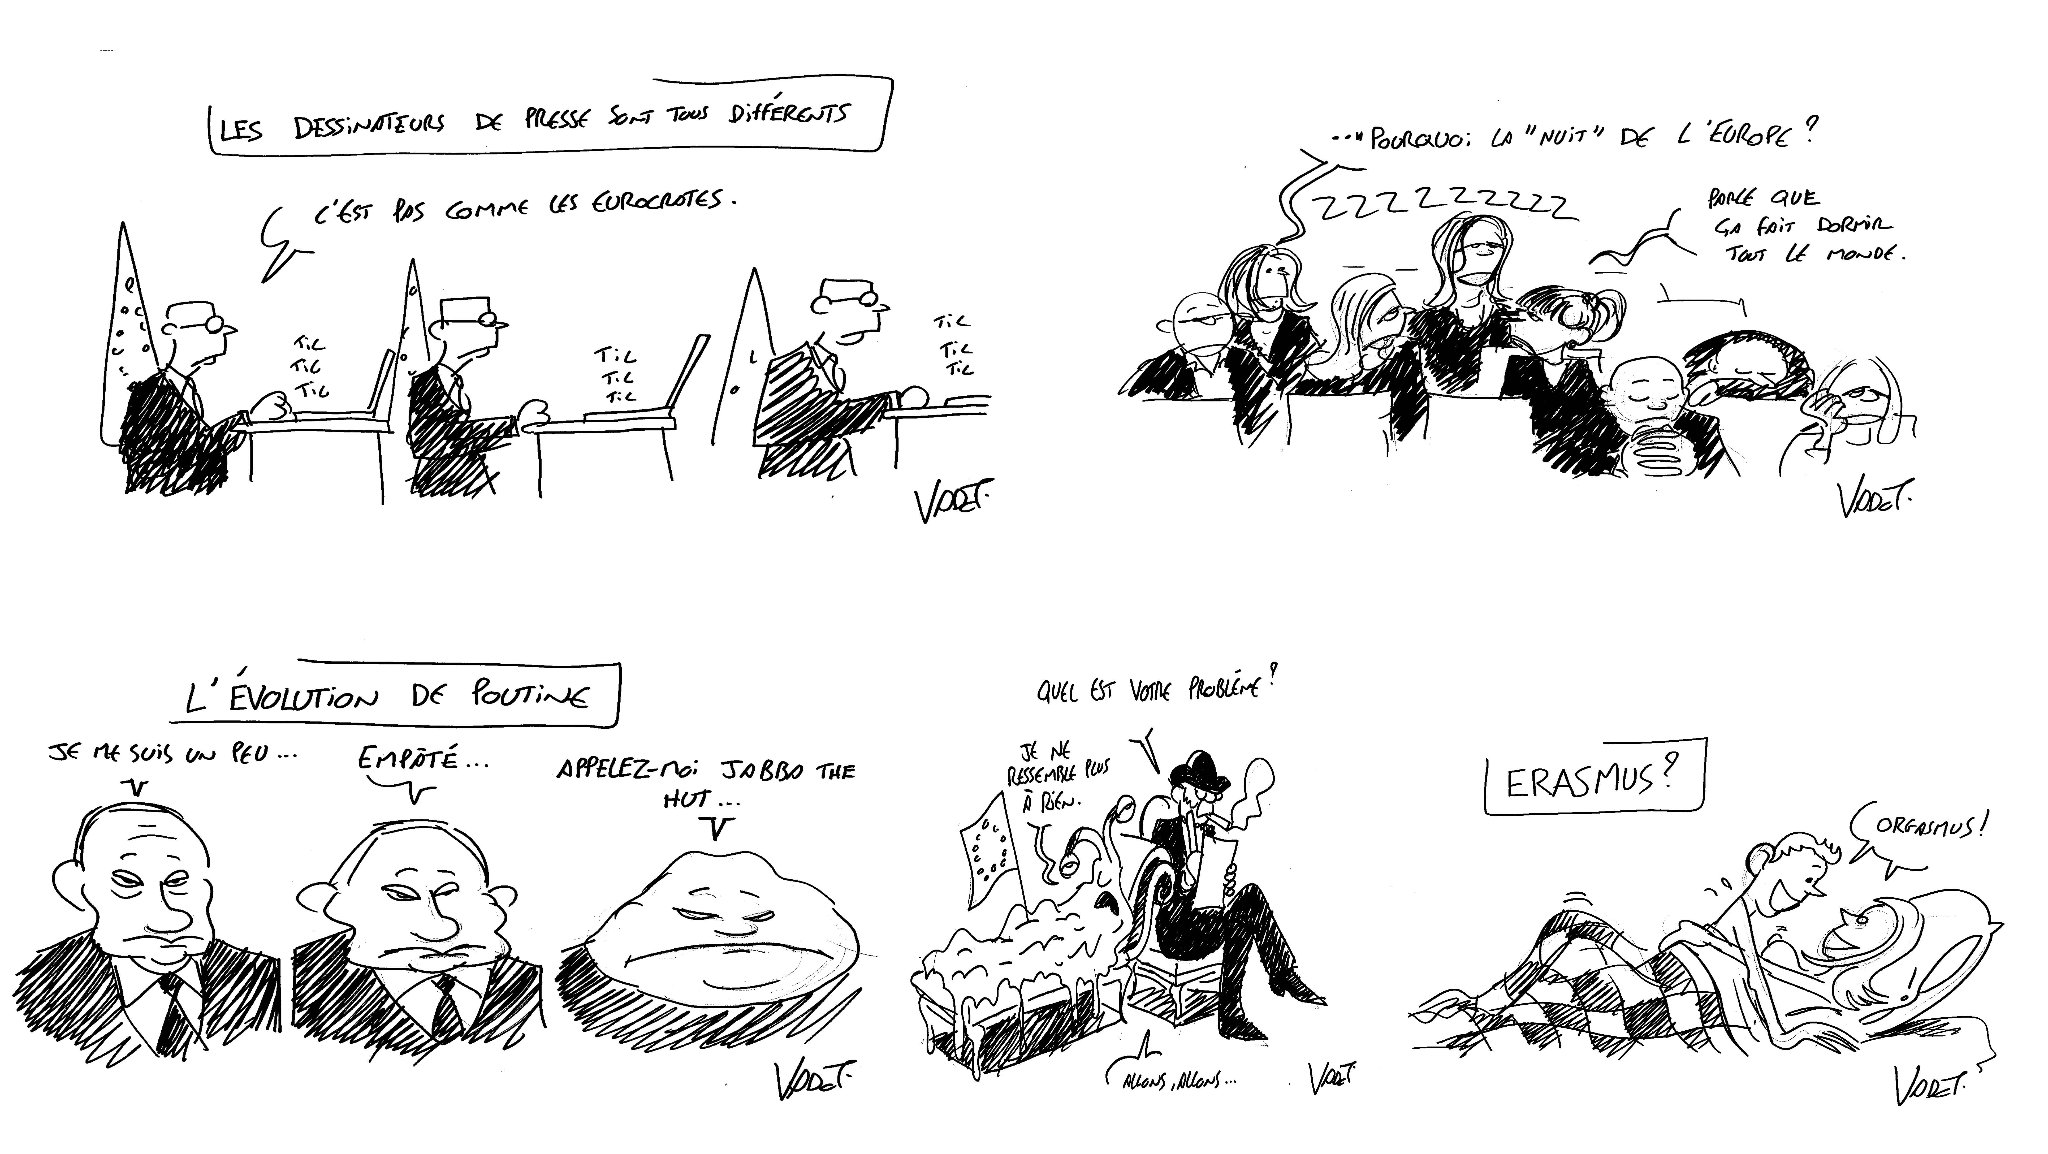 LES DESSINATEURS DE PRESSE SONT TOUS DIFFÉRENTS
C'EST PAS COMME LES EUROCRATES.
TIC
TIC
TIC
TIC
TIC
TIC
TIC
TIC
TIC
VADOT.
..." POURQUOI LA "NUIT" DE L'EUROPE?
ZZZZZZZZZ
PARCE QUE
ÇA FAIT DORMIR
TOUT LE MONDE.
VADOT.
L'ÉVOLUTION DE POUTINE
JE ME SUIS UN PEU...
EMPÂTÉ...
APPELEZ-MOI JABBA THE
HUT...
VADOT.
QUEL EST VOTRE PROBLÈME?
JE NE
RESSEMBLE PLUS
À RIEN.
ALLONS, ALLONS...
VADOT
ERASMUS?
ORGASMUS!
VADOT.